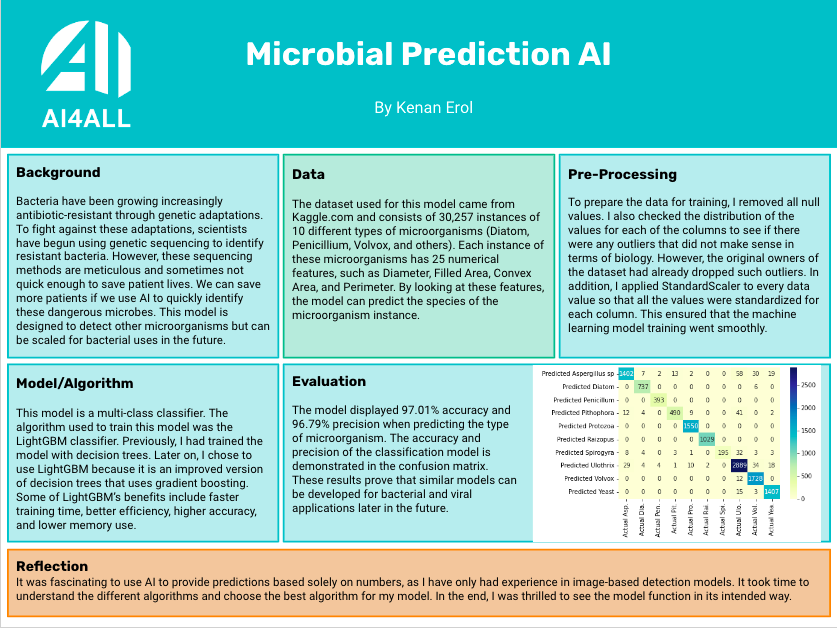 AI4ALL
Microbial Prediction AI
By Kenan Erol
Background
Bacteria have been growing increasingly
antibiotic-resistant through genetic adaptations.
To fight against these adaptations, scientists
have begun using genetic sequencing to identify
resistant bacteria. However, these sequencing
methods are meticulous and sometimes not
quick enough to save patient lives. We can save
more patients if we use AI to quickly identify
these dangerous microbes. This model is
designed to detect other microorganisms but can
be scaled for bacterial uses in the future.
Data
The dataset used for this model came from
Kaggle.com and consists of 30,257 instances of
10 different types of microorganisms (Diatom,
Penicillium, Volvox, and others). Each instance of
these microorganisms has 25 numerical
features, such as Diameter, Filled Area, Convex
Area, and Perimeter. By looking at these features,
the model can predict the species of the
microorganism instance.
Pre-Processing
To prepare the data for training, I removed all null
values. I also checked the distribution of the
values for each of the columns to see if there
were any outliers that did not make sense in
terms of biology. However, the original owners of
the dataset had already dropped such outliers. In
addition, I applied StandardScaler to every data
value so that all the values were standardized for
each column. This ensured that the machine
learning model training went smoothly.
Model/Algorithm
This model is a multi-class classifier. The
algorithm used to train this model was the
LightGBM classifier. Previously, I had trained the
model with decision trees. Later on, I chose to
use LightGBM because it is an improved version
of decision trees that uses gradient boosting.
Some of LightGBM's benefits include faster
training time, better efficiency, higher accuracy,
and lower memory use.
Evaluation
The model displayed 97.01% accuracy and
96.79% precision when predicting the type
of microorganism. The accuracy and
precision of the classification model is
demonstrated in the confusion matrix.
These results prove that similar models can
be developed for bacterial and viral
applications later in the future.
Predicted Aspergillus sp 1402 7 2 13 2 0 0 58 30 19
Predicted Diatom 0 737 0 0 0 0 0 0 6 0
Predicted Penicillum 0 0 393 0 0 0 0 0 0 0
Predicted Pithophora 12 4 0 490 9 0 0 41 0 2
Predicted Protozoa 0 0 0 0 1550 0 0 0 0 0
Predicted Raizopus 0 0 0 0 0 1029 0 0 0 0
Predicted Spirogyra 8 4 0 3 1 0 195 32 3 3
Predicted Ulothrix 29 4 4 1 10 2 0 2889 34 18
Predicted Volvox 0 0 0 0 0 0 0 12 1728 0
Predicted Yeast 0 0 0 0 0 0 0 15 3 1407
Actual Asp.
Actual Dia.
Actual Pen.
Actual Pit.
Actual Pro.
Actual Rai.
Actual Spi.
Actual Ulo.
Actual Vol.
Actual Yea.
2500
2000
1500
1000
500
0
Reflection
It was fascinating to use AI to provide predictions based solely on numbers, as I have only had experience in image-based detection models. It took time to
understand the different algorithms and choose the best algorithm for my model. In the end, I was thrilled to see the model function in its intended way.